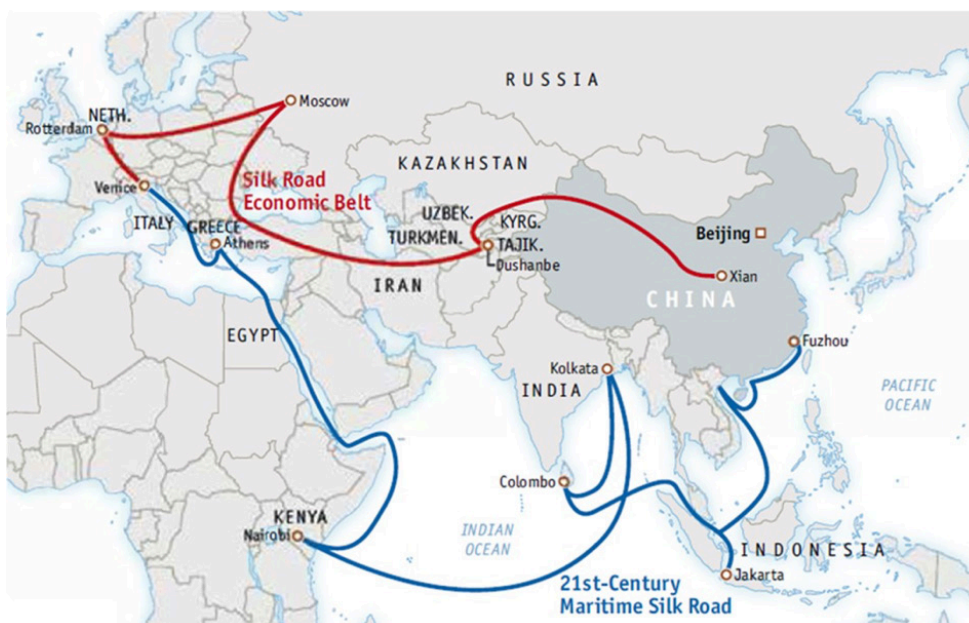 RUSSIA
Moscow
NETH.
Rotterdam
KAZAKHSTAN
Silk Road
Economic Belt
Venice
UZBEK.
KYRG.
ITALY
GREECE
Athens
TURKMEN.
TAJIK.
Dushanbe
Beijing
Xian
IRAN
CHINA
EGYPT
Fuzhou
Kolkata
INDIA
PACIFIC
OCEAN
Colombo
KENYA
Nairobi
INDIAN
OCEAN
INDONESIA
Jakarta
21st-Century
Maritime Silk Road